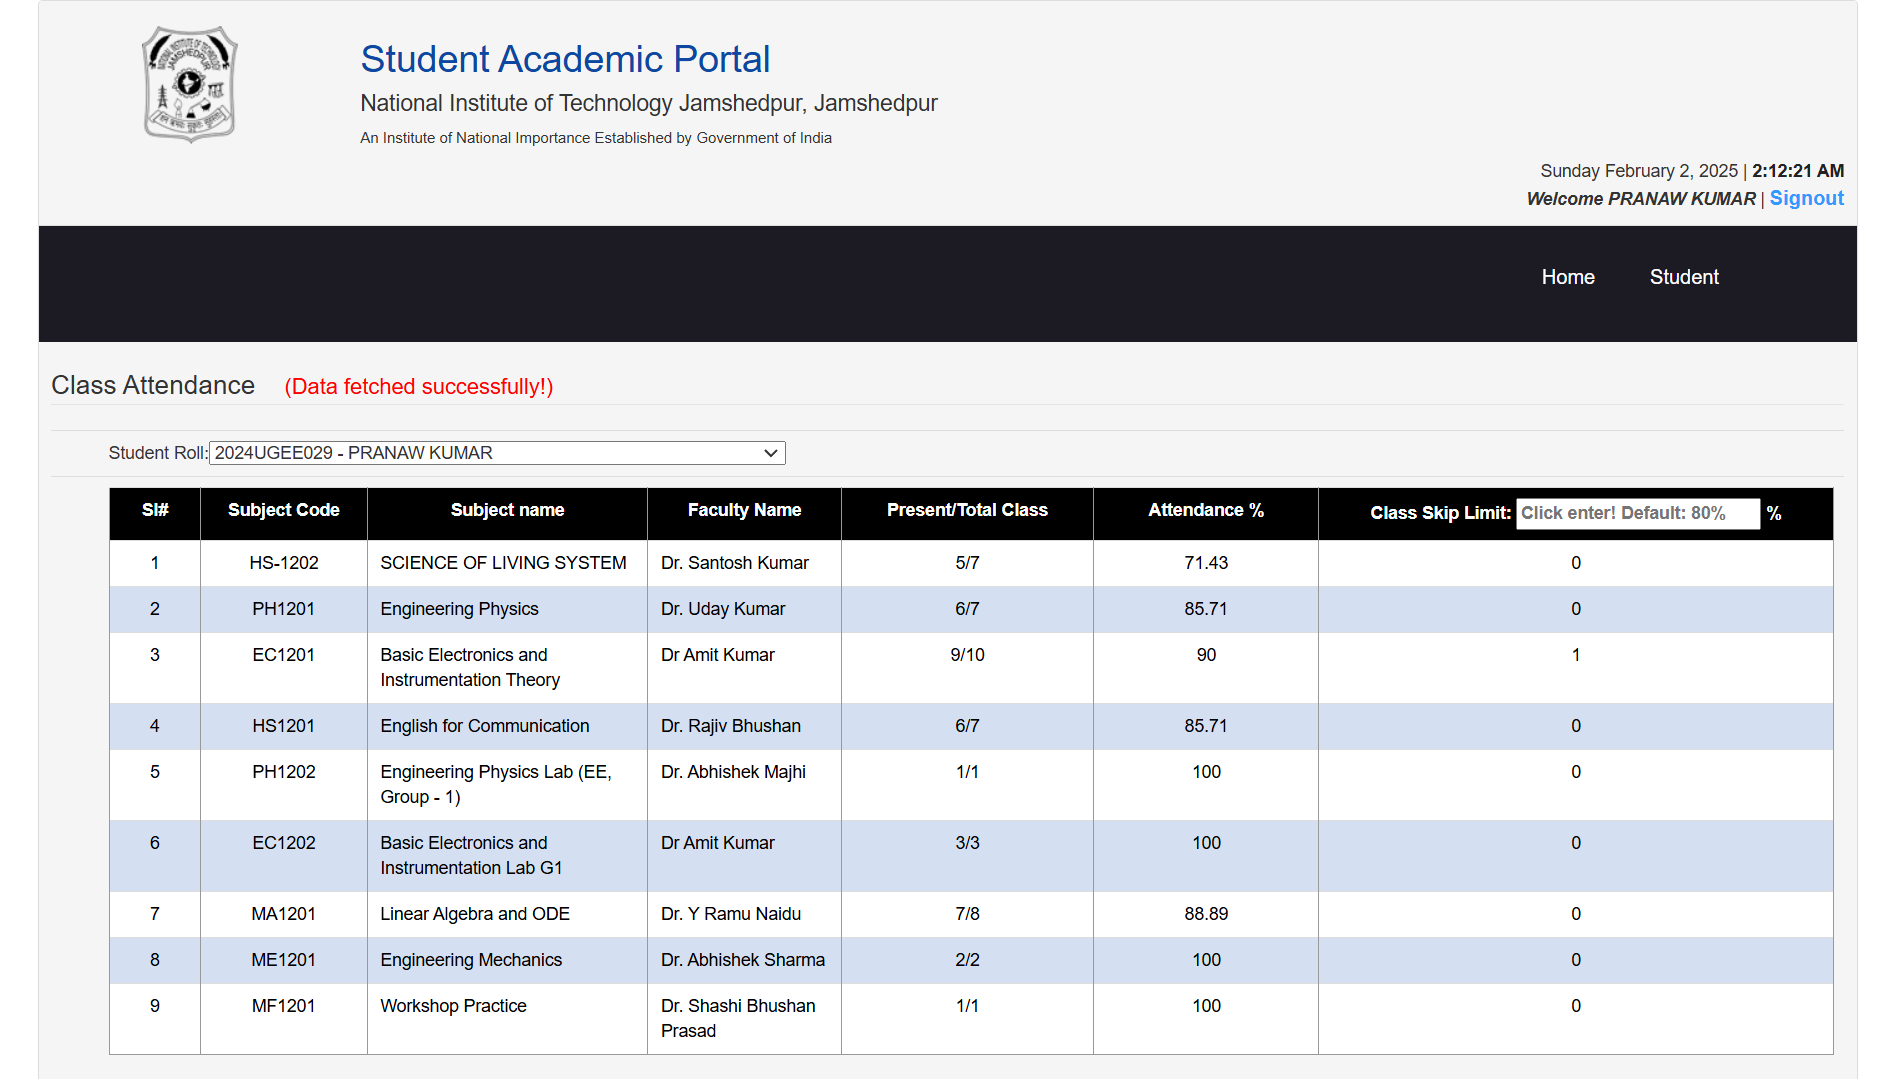 NATIONAL INSTITUTE OF TECHNOLOGY
JAMSHEDPUR
Student Academic Portal
National Institute of Technology Jamshedpur, Jamshedpur
An Institute of National Importance Established by Government of India
Sunday February 2, 2025 | 2:12:21 AM
Welcome PRANAW KUMAR | Signout
Home Student
Class Attendance (Data fetched successfully!)
Student Roll: 2024UGEE029 - PRANAW KUMAR
Sl# Subject Code Subject name Faculty Name Present/Total Class Attendance % Class Skip Limit: Click enter! Default: 80% %
1 HS-1202 SCIENCE OF LIVING SYSTEM Dr. Santosh Kumar 5/7 71.43 0
2 PH1201 Engineering Physics Dr. Uday Kumar 6/7 85.71 0
3 EC1201 Basic Electronics and Dr Amit Kumar 9/10 90 1
Instrumentation Theory
4 HS1201 English for Communication Dr. Rajiv Bhushan 6/7 85.71 0
5 PH1202 Engineering Physics Lab (EE, Dr. Abhishek Majhi 1/1 100 0
Group - 1)
6 EC1202 Basic Electronics and Dr Amit Kumar 3/3 100 0
Instrumentation Lab G1
7 MA1201 Linear Algebra and ODE Dr. Y Ramu Naidu 7/8 88.89 0
8 ME1201 Engineering Mechanics Dr. Abhishek Sharma 2/2 100 0
9 MF1201 Workshop Practice Dr. Shashi Bhushan 1/1 100 0
Prasad